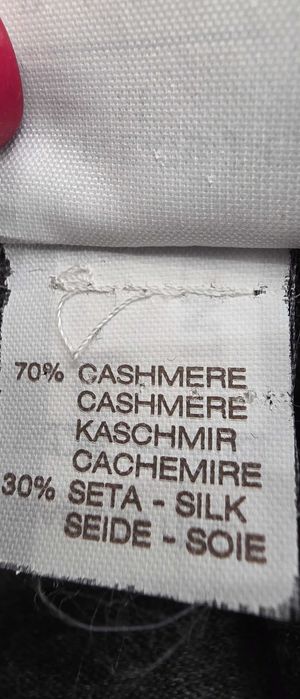 70% CASHMERE
CASHMERE
KASCHMIR
CACHEMIRE
30% SETA - SILK
SEIDE - SOIE